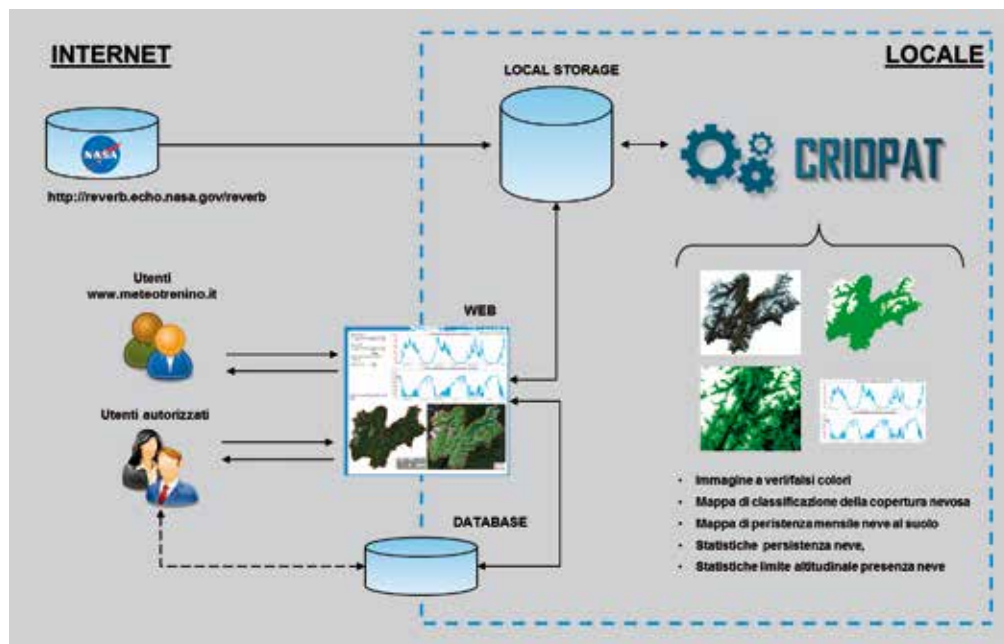 INTERNET
LOCALE
LOCAL STORAGE
NASA
CRIOPAT
http://reverb.echo.nasa.gov/reverb
Utenti
www.meteotrenino.it
WEB
Utenti autorizzati
DATABASE
• Immagine a veri/falsi colori
• Mappa di classificazione della copertura nevosa
• Mappa di peristenza mensile neve al suolo
• Statistiche persistenza neve,
• Statistiche limite altitudinale presenza neve